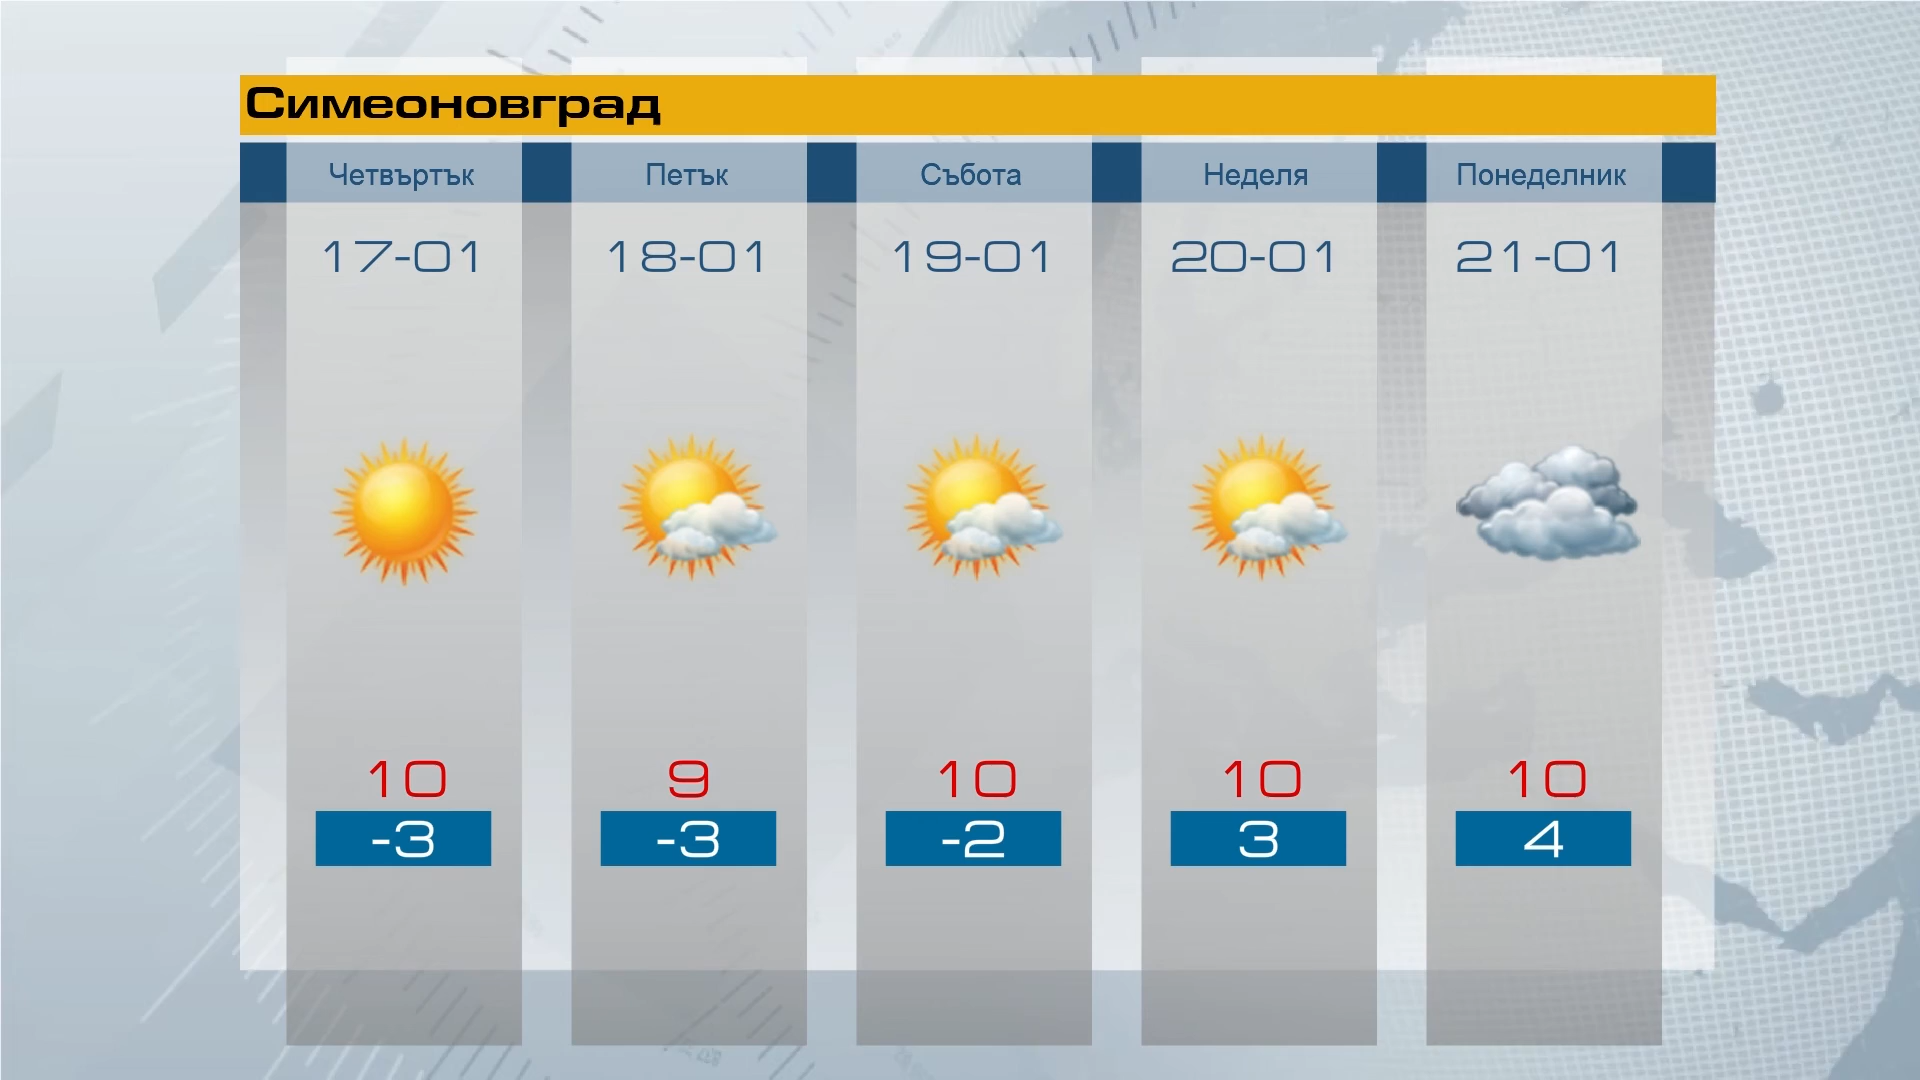 Симеоновград
Четвъртък Петък Събота Неделя Понеделник
17-01 18-01 19-01 20-01 21-01
10 9 10 10 10
-3 -3 -2 3 4